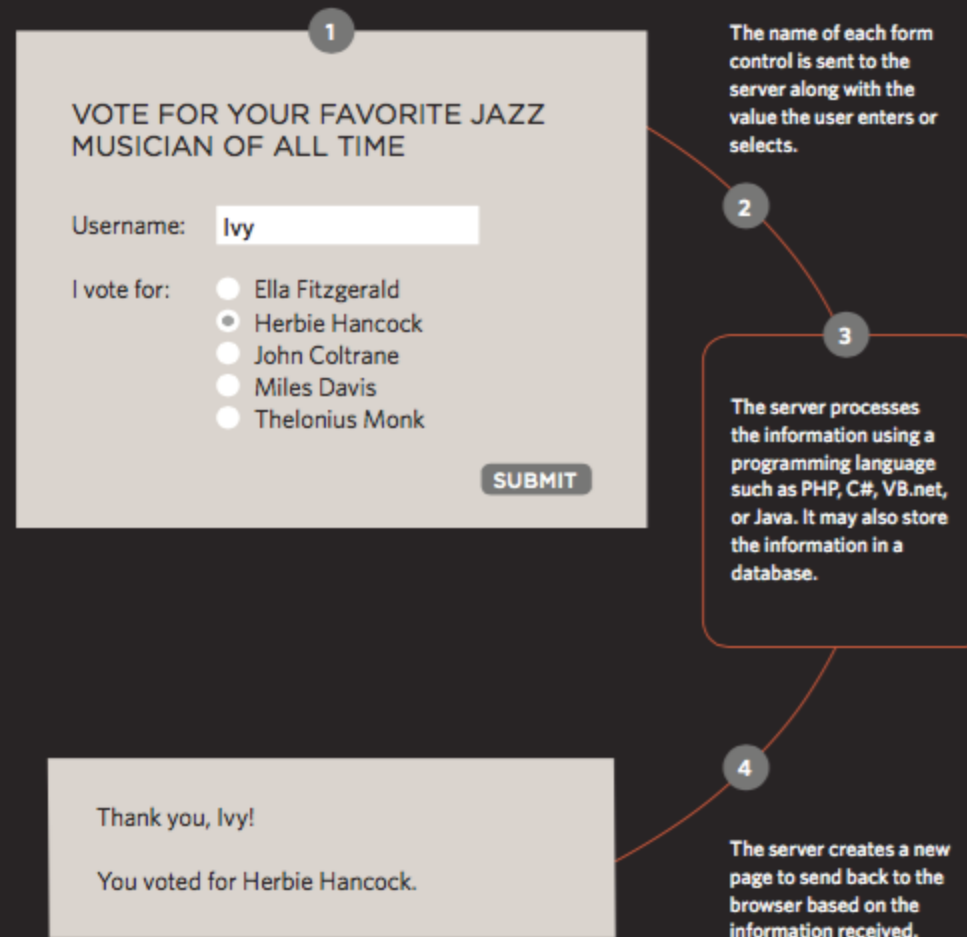 1
VOTE FOR YOUR FAVORITE JAZZ
MUSICIAN OF ALL TIME
Username: Ivy
I vote for: Ella Fitzgerald
Herbie Hancock
John Coltrane
Miles Davis
Thelonius Monk
SUBMIT
The name of each form
control is sent to the
server along with the
value the user enters or
selects.
2
3
The server processes
the information using a
programming language
such as PHP, C#, VB.net,
or Java. It may also store
the information in a
database.
4
The server creates a new
page to send back to the
browser based on the
information received.
Thank you, Ivy!
You voted for Herbie Hancock.